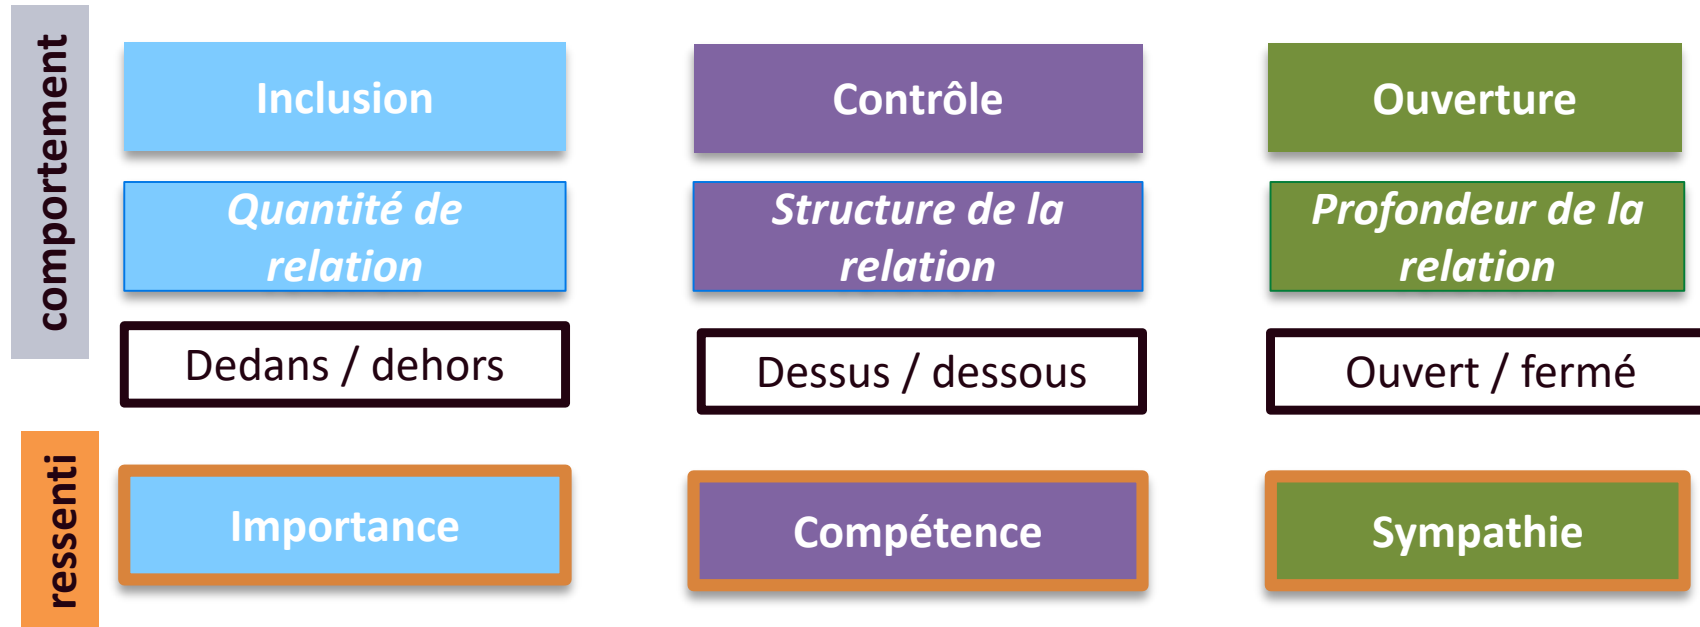 comportement
Inclusion
Contrôle
Ouverture
Quantité de
relation
Structure de la
relation
Profondeur de la
relation
Dedans / dehors
Dessus / dessous
Ouvert / fermé
ressenti
Importance
Compétence
Sympathie